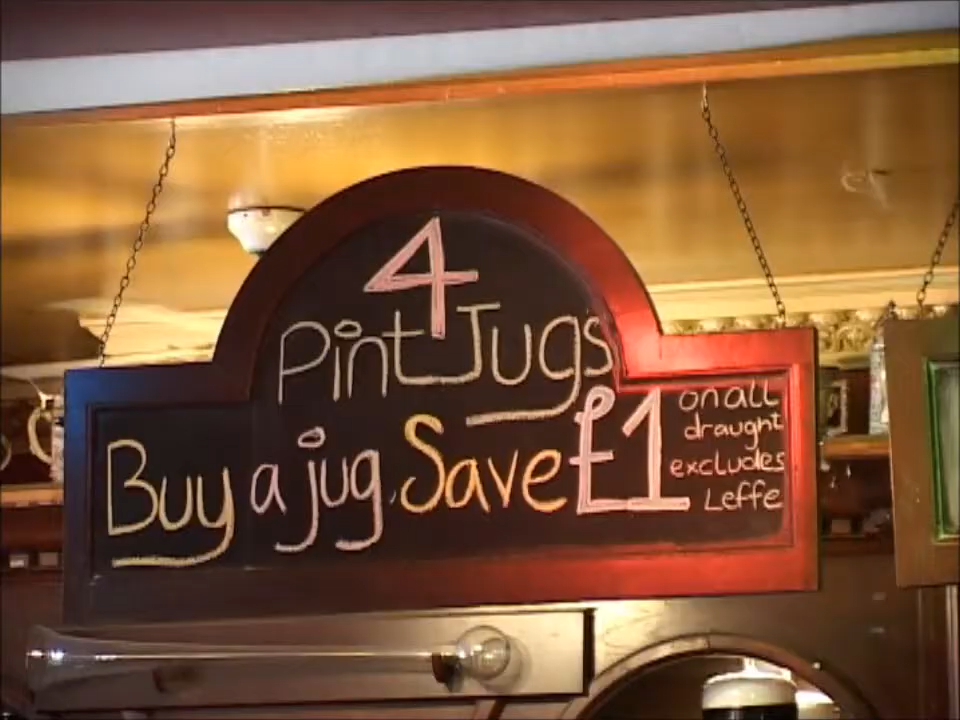 4
Pint Jugs
Buy a jug, Save £1
on all
draught
excludes
Leffe